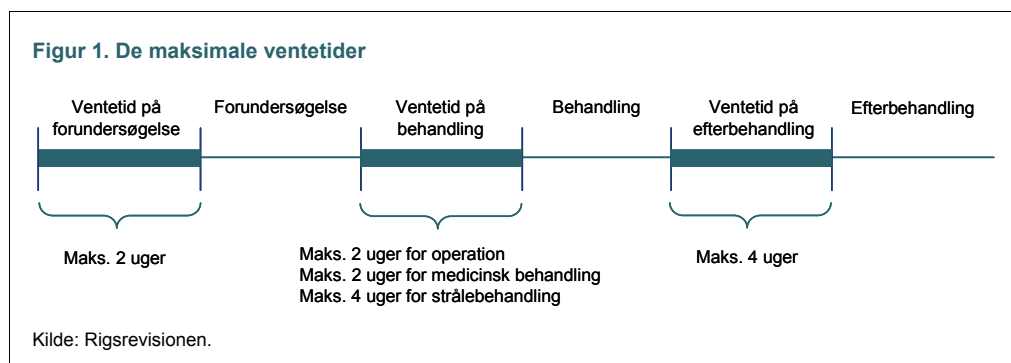 Figur 1. De maksimale ventetider
Ventetid på
forundersøgelse
Forundersøgelse
Ventetid på
behandling
Behandling
Ventetid på
efterbehandling
Efterbehandling
Maks. 2 uger
Maks. 2 uger for operation
Maks. 2 uger for medicinsk behandling
Maks. 4 uger for strålebehandling
Maks. 4 uger
Kilde: Rigsrevisionen.